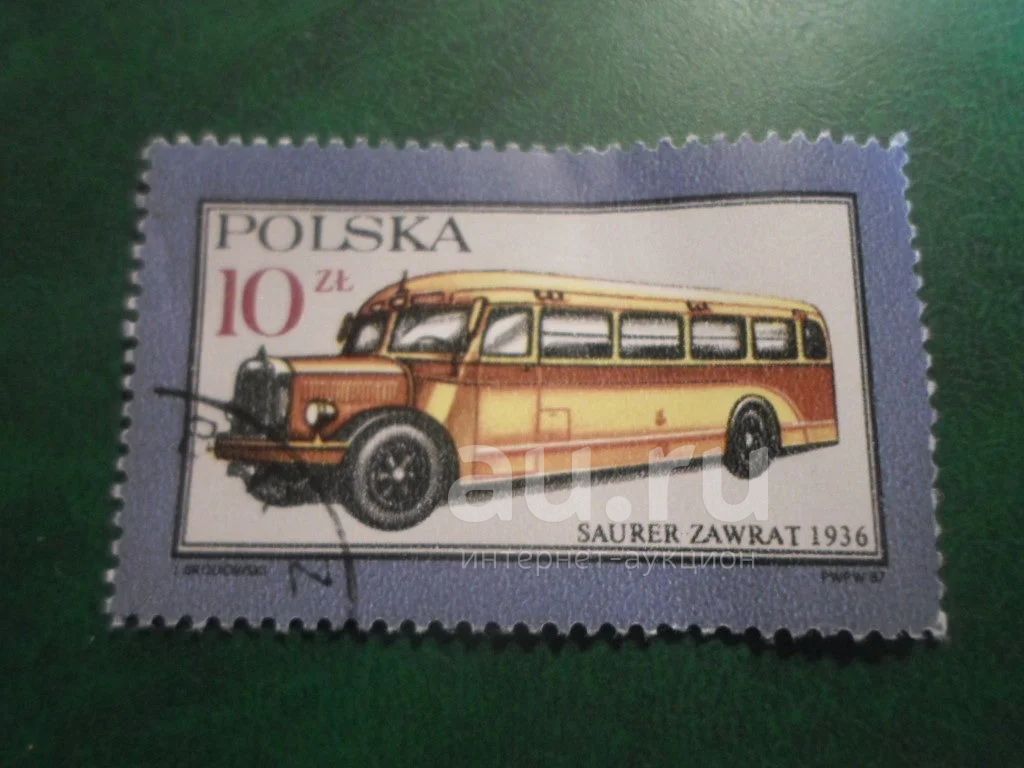 POLSKA
10 ZŁ
au.ru
SAURER-ZAWRAT 1936
интернет-аукцион
PWPW'87